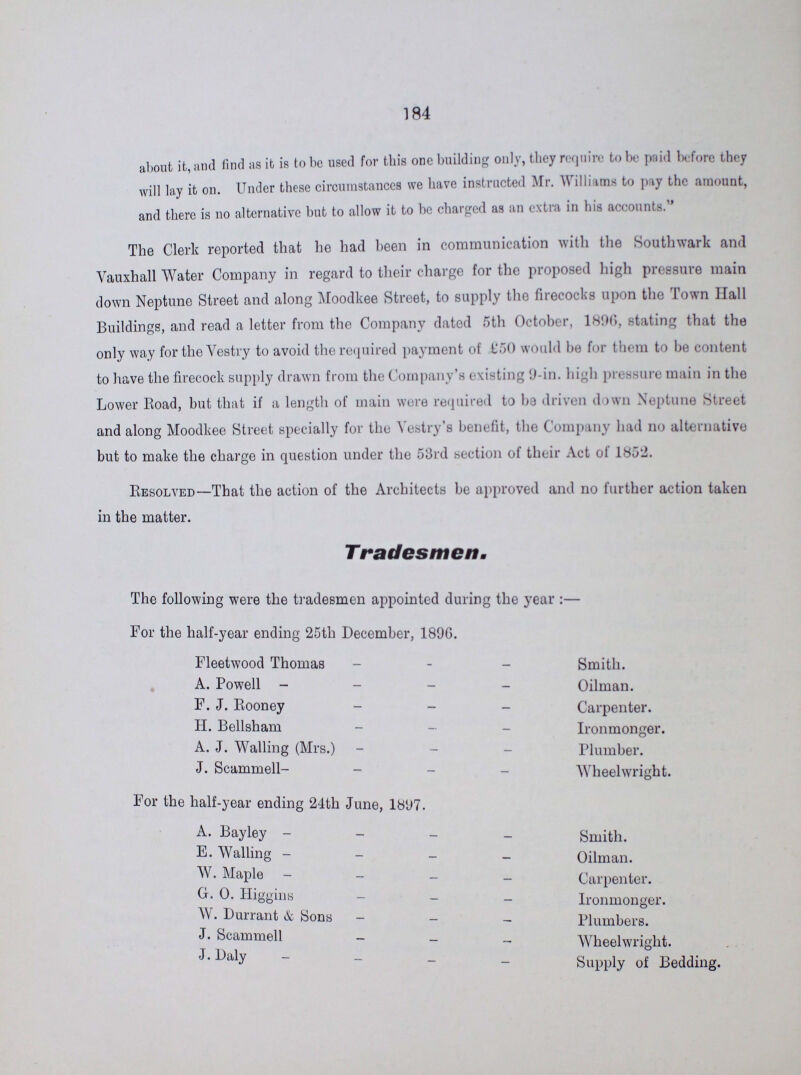 184
about it, and find as it is to be used for this one building only, they require to be paid before they
will lay it on. Under these circumstances we have instructed Mr. Williams to pay the amount,
and there is no alternative but to allow it to be charged as an extra in his accounts."
The Clerk reported that he had been in communication with the Southwark and
Vauxhall Water Company in regard to their charge for the proposed high pressure main
down Neptune Street and along Moodkee Street, to supply the firecocks upon the Town Hall
Buildings, and read a letter from the Company dated 5th October, 1896, stating that the
only way for the Vestry to avoid the required payment of £50 would be for them to be content
to have the firecock supply drawn from the Company's existing 9-in. high pressure main in the
Lower Road, but that if a length of main were required to be driven down Neptune Street
and along Moodkee Street specially for the Vestry's benefit, the Company had no alternative
but to make the charge in question under the 53rd section of their Act of 1852.
Resolved—That the action of the Architects be approved and no further action taken
in the matter.
Tradesmen.
The following were the tradesmen appointed during the year :—
For the half-year ending 25th December, 1896.
Fleetwood Thomas - - - Smith.
A. Powell - - - - Oilman.
F. J. Rooney - - - Carpenter.
H. Bellsham - - - Ironmonger.
A. J. Walling (Mrs.) - - - Plumber.
J. Scammell- - - - Wheelwright.
For the half-year ending 24th June, 1897.
A. Bayley - - - - Smith.
E. Walling - - - - Oilman.
W. Maple - - - - Carpenter.
G. O. Higgins - - - Ironmonger.
W. Durrant & Sons - - - Plumbers.
J. Scammell - - - Wheelwright.
J. Daly - - - - Supply of Bedding.